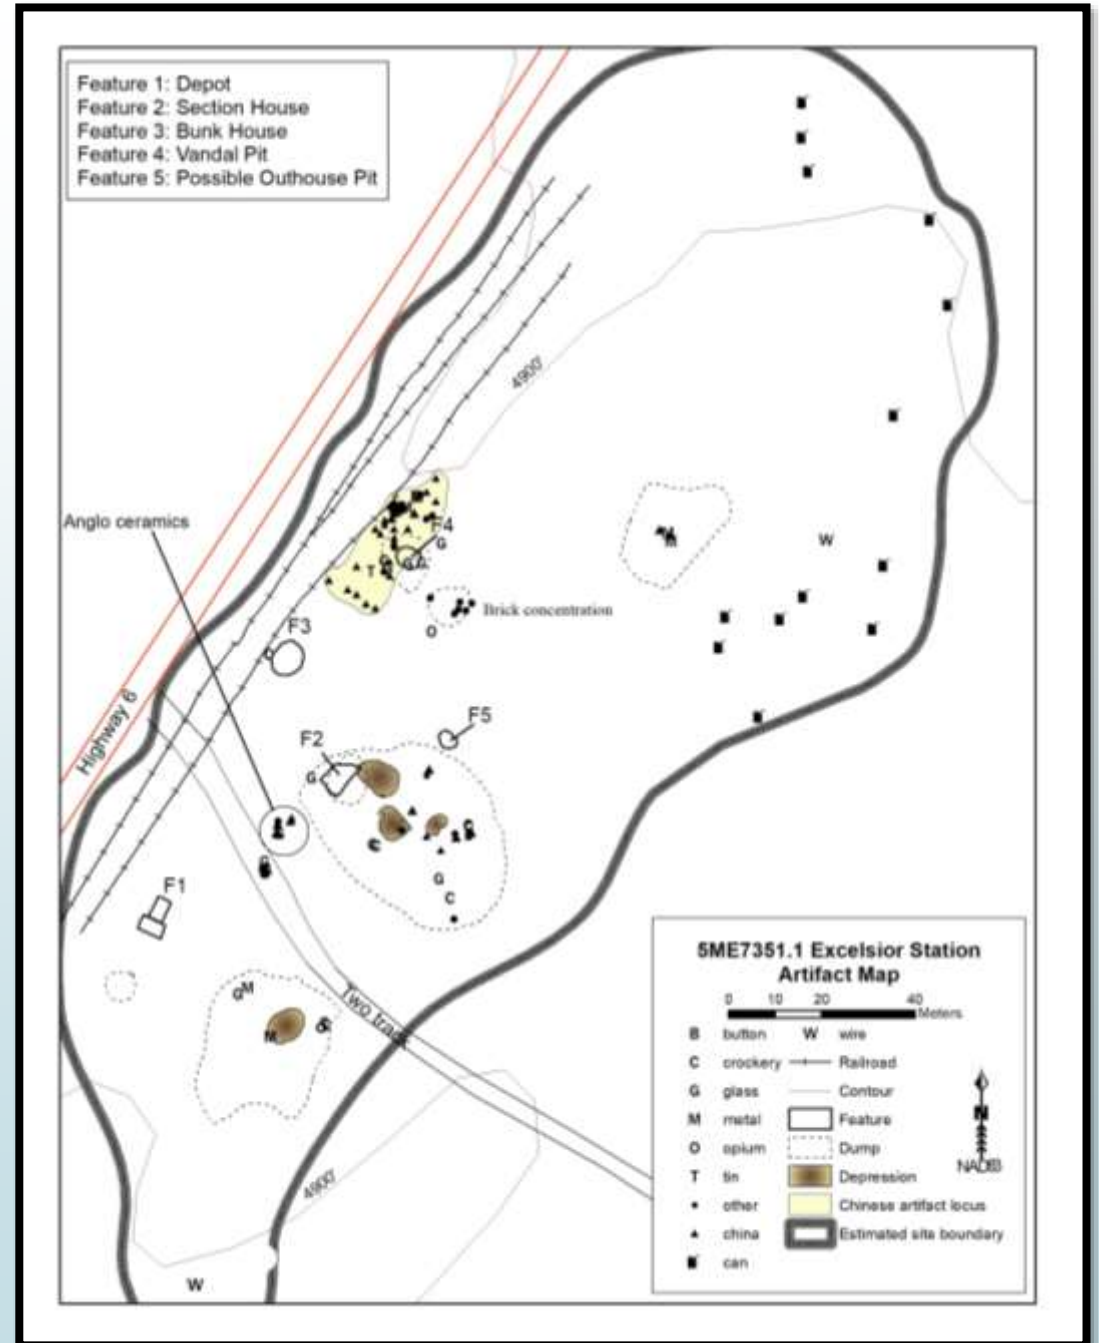 Feature 1: Depot
Feature 2: Section House
Feature 3: Bunk House
Feature 4: Vandal Pit
Feature 5: Possible Outhouse Pit
4900'
Anglo ceramics
F4
G
G
G
T
W
M
Brick concentration
O
F3
Highway 6
F5
F2
G
C
G
C
G
G
C
F1
G M
M
Two track
4900'
W
5ME7351.1 Excelsior Station
Artifact Map
0 10 20 40
Meters
B button W wire
C crockery Railroad
G glass Contour
M metal Feature
O opium Dump
T tin Depression
other Chinese artifact locus
china Estimated site boundary
can
N
NAD83